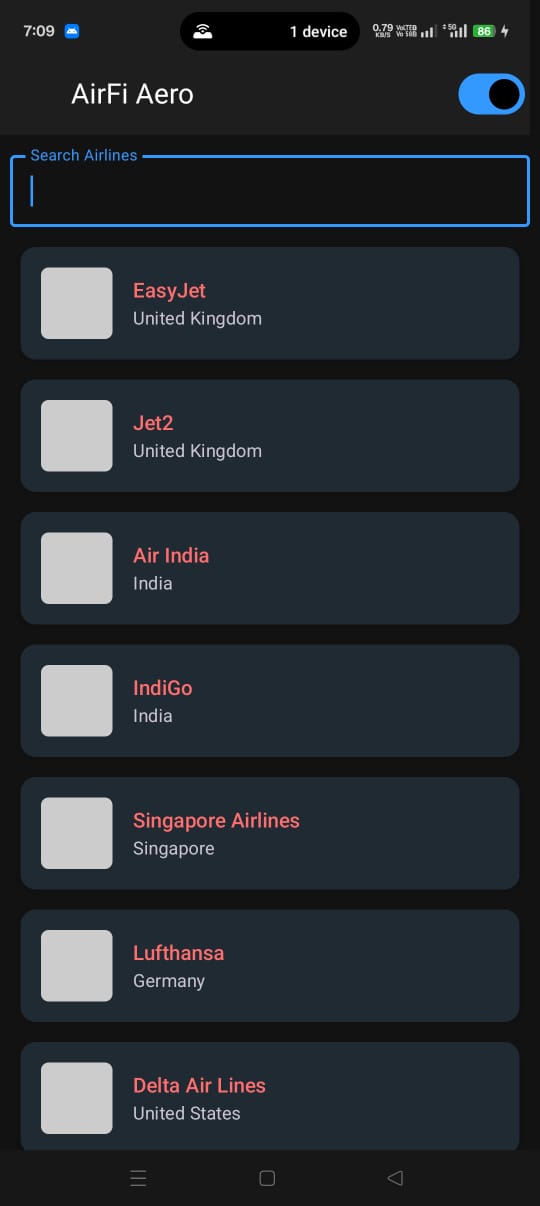 7:09
1 device
0.79 KB/S VoLTE 5G 86
AirFi Aero
Search Airlines
EasyJet
United Kingdom
Jet2
United Kingdom
Air India
India
IndiGo
India
Singapore Airlines
Singapore
Lufthansa
Germany
Delta Air Lines
United States